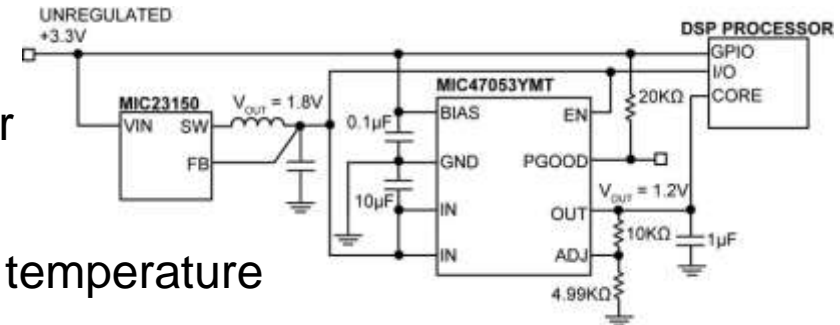 UNREGULATED
+3.3V
DSP PROCESSOR
GPIO
I/O
CORE
MIC47053YMT
MIC23150
VOUT = 1.8V
VIN
SW
FB
0.1µF
10µF
BIAS
GND
IN
IN
EN
PGOOD
OUT
ADJ
20KΩ
VOUT = 1.2V
10KΩ
1µF
4.99KΩ
r
temperature